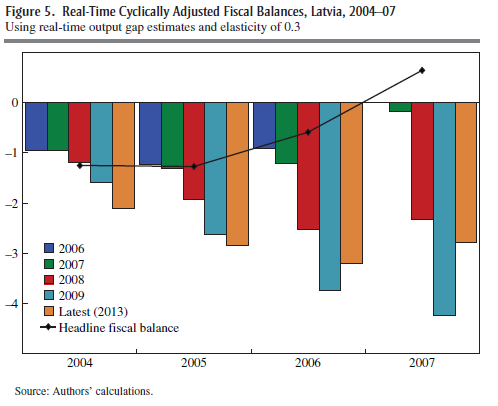 Figure 5. Real-Time Cyclically Adjusted Fiscal Balances, Latvia, 2004–07
Using real-time output gap estimates and elasticity of 0.3
0
–1
–2
–3
–4
2006
2007
2008
2009
Latest (2013)
Headline fiscal balance
2004 2005 2006 2007
Source: Authors' calculations.